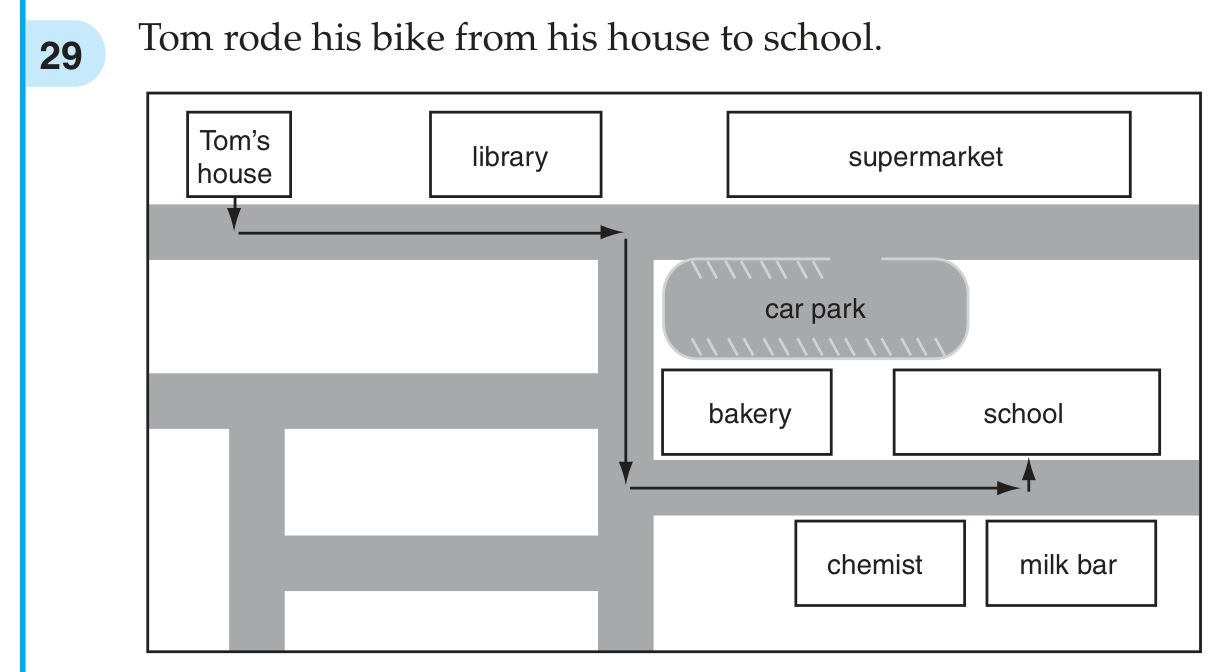 29
Tom rode his bike from his house to school.
Tom's
house
library
supermarket
car park
bakery
school
chemist
milk bar